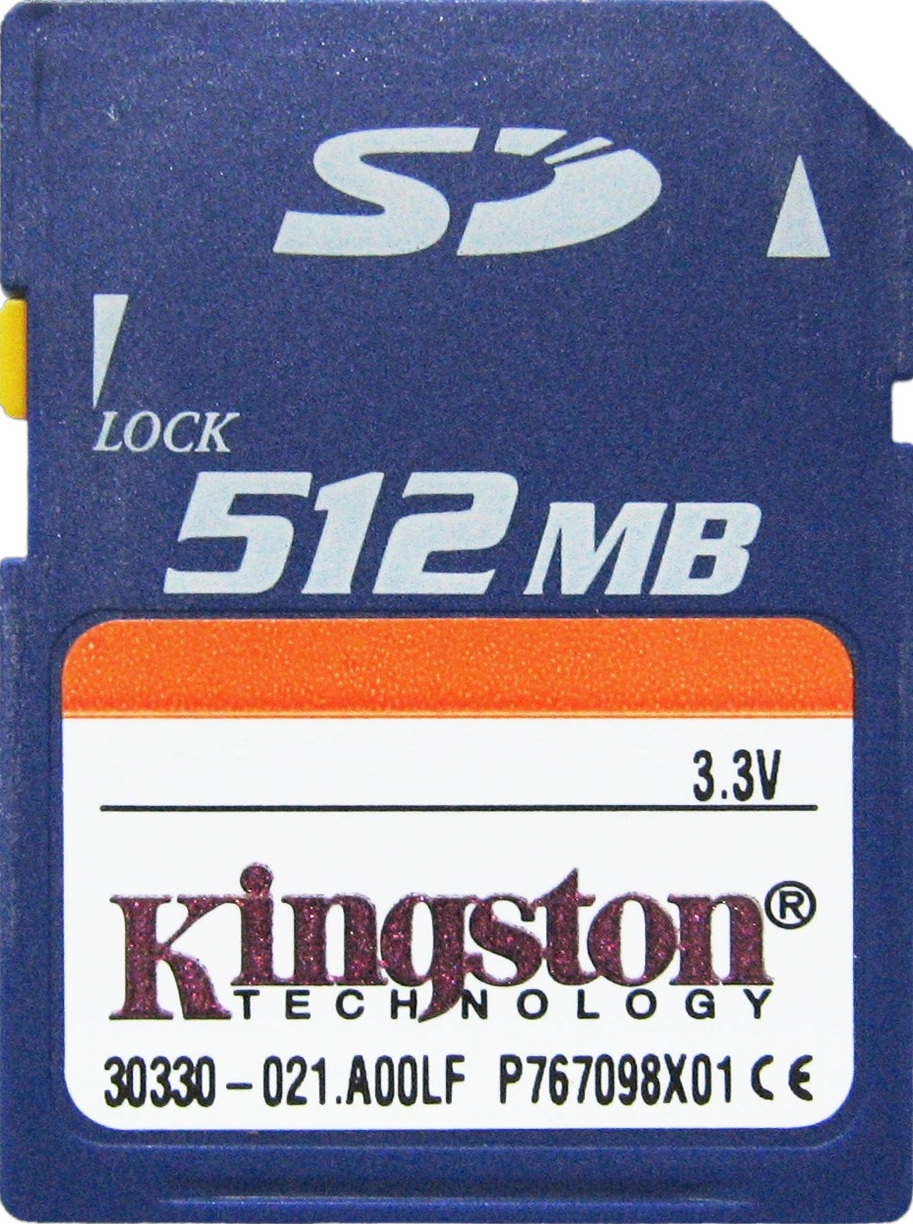 SD
LOCK
512 MB
3.3V
Kingston®
TECHNOLOGY
30330-021.A00LF P767098X01 CE